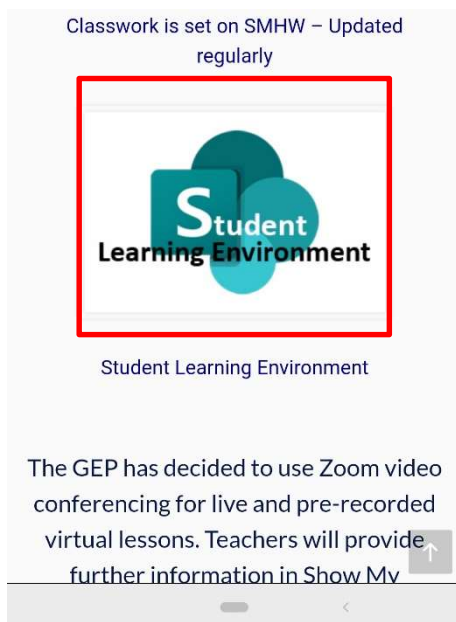 Classwork is set on SMHW – Updated
regularly
Student
Learning Environment
Student Learning Environment
The GEP has decided to use Zoom video
conferencing for live and pre-recorded
virtual lessons. Teachers will provide
further information in Show My